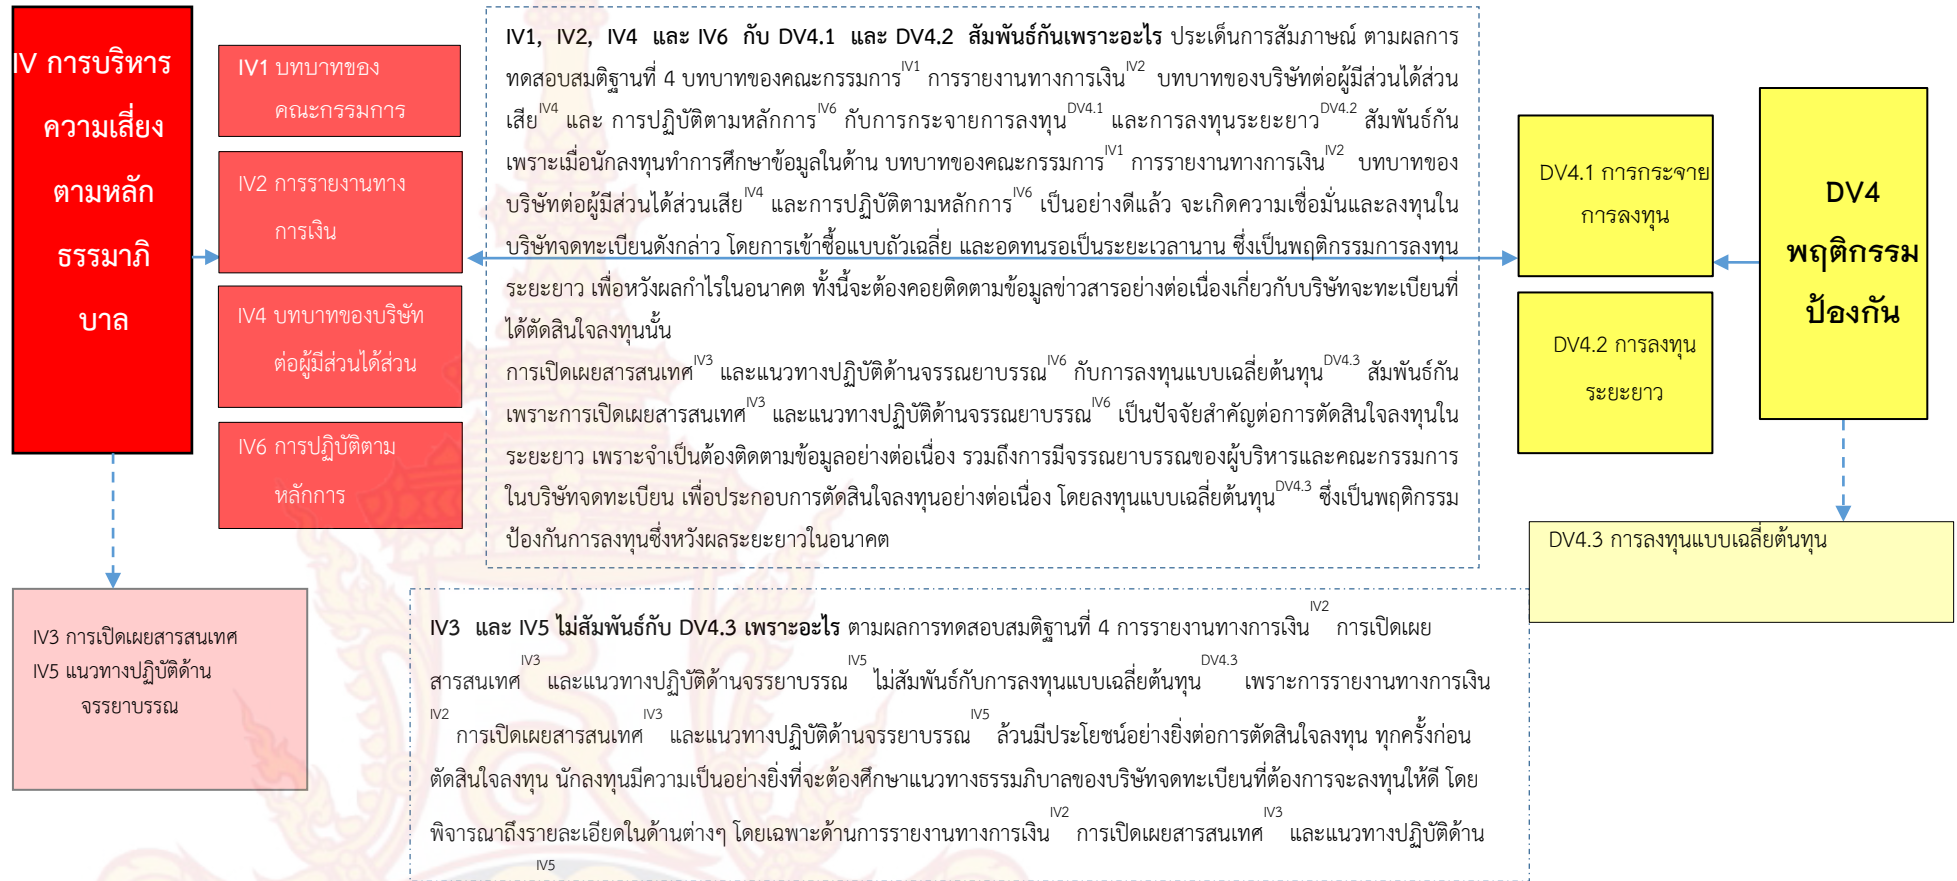 IV การบริหาร
ความเสี่ยง
ตามหลัก
ธรรมาภิ
บาล
IV1 บทบาทของ
คณะกรรมการ
IV2 การรายงานทาง
การเงิน
IV4 บทบาทของบริษัท
ต่อผู้มีส่วนได้ส่วน
IV6 การปฏิบัติตาม
หลักการ
IV3 การเปิดเผยสารสนเทศ
IV5 แนวทางปฏิบัติด้าน
จรรยาบรรณ
IV1, IV2, IV4 และ IV6 กับ DV4.1 และ DV4.2 สัมพันธ์กันเพราะอะไร ประเด็นการสัมภาษณ์ ตามผลการ
ทดสอบสมติฐานที่ 4 บทบาทของคณะกรรมการIV1 การรายงานทางการเงินIV2 บทบาทของบริษัทต่อผู้มีส่วนได้ส่วน
เสียIV4 และ การปฏิบัติตามหลักการIV6 กับการกระจายการลงทุนDV4.1 และการลงทุนระยะยาวDV4.2 สัมพันธ์กัน
เพราะเมื่อนักลงทุนทำการศึกษาข้อมูลในด้าน บทบาทของคณะกรรมการIV1 การรายงานทางการเงินIV2 บทบาทของ
บริษัทต่อผู้มีส่วนได้ส่วนเสียIV4 และการปฏิบัติตามหลักการIV6 เป็นอย่างดีแล้ว จะเกิดความเชื่อมั่นและลงทุนใน
บริษัทจดทะเบียนดังกล่าว โดยการเข้าซื้อแบบถัวเฉลี่ย และอดทนรอเป็นระยะเวลานาน ซึ่งเป็นพฤติกรรมการลงทุน
ระยะยาว เพื่อหวังผลกำไรในอนาคต ทั้งนี้จะต้องคอยติดตามข้อมูลข่าวสารอย่างต่อเนื่องเกี่ยวกับบริษัทจะทะเบียนที่
ได้ตัดสินใจลงทุนนั้น
การเปิดเผยสารสนเทศIV3 และแนวทางปฏิบัติด้านจรรณยาบรรณIV6 กับการลงทุนแบบเฉลี่ยต้นทุนDV4.3 สัมพันธ์กัน
เพราะการเปิดเผยสารสนเทศIV3 และแนวทางปฏิบัติด้านจรรณยาบรรณIV6 เป็นปัจจัยสำคัญต่อการตัดสินใจลงทุนใน
ระยะยาว เพราะจำเป็นต้องติดตามข้อมูลอย่างต่อเนื่อง รวมถึงการมีจรรณยาบรรณของผู้บริหารและคณะกรรมการ
ในบริษัทจดทะเบียน เพื่อประกอบการตัดสินใจลงทุนอย่างต่อเนื่อง โดยลงทุนแบบเฉลี่ยต้นทุนDV4.3 ซึ่งเป็นพฤติกรรม
ป้องกันการลงทุนซึ่งหวังผลระยะยาวในอนาคต
DV4.1 การกระจาย
การลงทุน
DV4.2 การลงทุน
ระยะยาว
DV4
พฤติกรรม
ป้องกัน
DV4.3 การลงทุนแบบเฉลี่ยต้นทุน
IV3 และ IV5 ไม่สัมพันธ์กับ DV4.3 เพราะอะไร ตามผลการทดสอบสมติฐานที่ 4 การรายงานทางการเงินIV2 การเปิดเผย
สารสนเทศIV3 และแนวทางปฏิบัติด้านจรรยาบรรณIV5 ไม่สัมพันธ์กับการลงทุนแบบเฉลี่ยต้นทุนDV4.3 เพราะการรายงานทางการเงิน
IV2 การเปิดเผยสารสนเทศIV3 และแนวทางปฏิบัติด้านจรรยาบรรณIV5 ล้วนมีประโยชน์อย่างยิ่งต่อการตัดสินใจลงทุน ทุกครั้งก่อน
ตัดสินใจลงทุน นักลงทุนมีความเป็นอย่างยิ่งที่จะต้องศึกษาแนวทางธรรมภิบาลของบริษัทจดทะเบียนที่ต้องการจะลงทุนให้ดี โดย
พิจารณาถึงรายละเอียดในด้านต่างๆ โดยเฉพาะด้านการรายงานทางการเงินIV2 การเปิดเผยสารสนเทศIV3 และแนวทางปฏิบัติด้าน
IV5